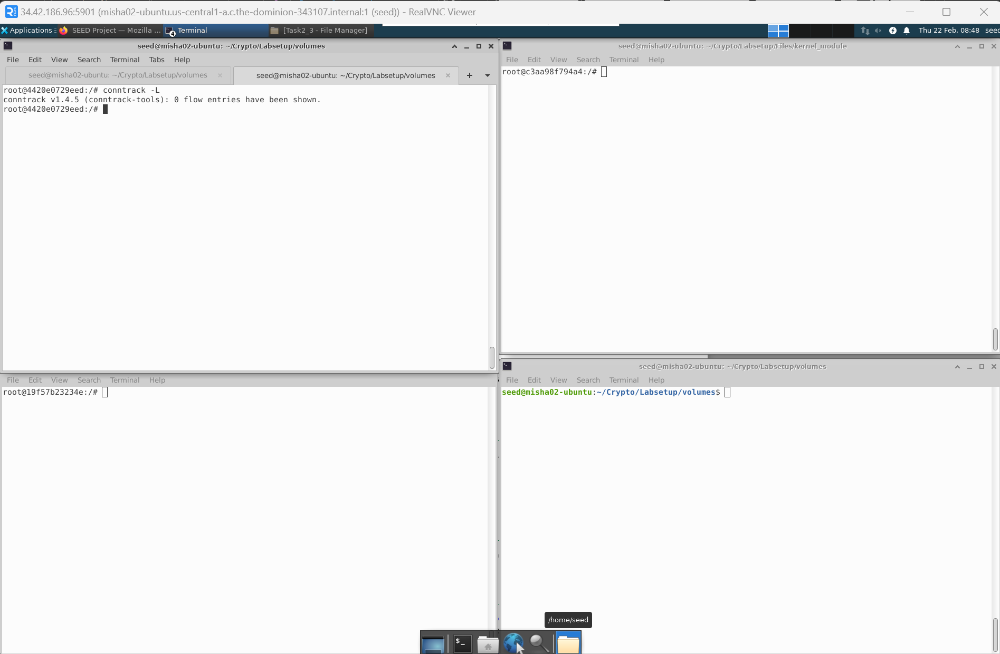 34.42.186.96:5901 (misha02-ubuntu.us-central1-a.c.the-dominion-343107.internal:1 (seed)) - RealVNC Viewer
Applications SEED Project — Mozilla ... 4 Terminal [Task2_3 - File Manager] Thu 22 Feb, 08:48 seed
seed@misha02-ubuntu: ~/Crypto/Labsetup/volumes
File Edit View Search Terminal Tabs Help
seed@misha02-ubuntu: ~/Crypto/Labsetup/volumes seed@misha02-ubuntu: ~/Crypto/Labsetup/volumes
root@4420e0729eed:/# conntrack -L
conntrack v1.4.5 (conntrack-tools): 0 flow entries have been shown.
root@4420e0729eed:/#
seed@misha02-ubuntu: ~/Crypto/Labsetup/Files/kernel_module
File Edit View Search Terminal Help
root@c3aa98f794a4:/#
File Edit View Search Terminal Help
root@19f57b23234e:/#
seed@misha02-ubuntu: ~/Crypto/Labsetup/volumes
File Edit View Search Terminal Help
seed@misha02-ubuntu:~/Crypto/Labsetup/volumes$
/home/seed
$_